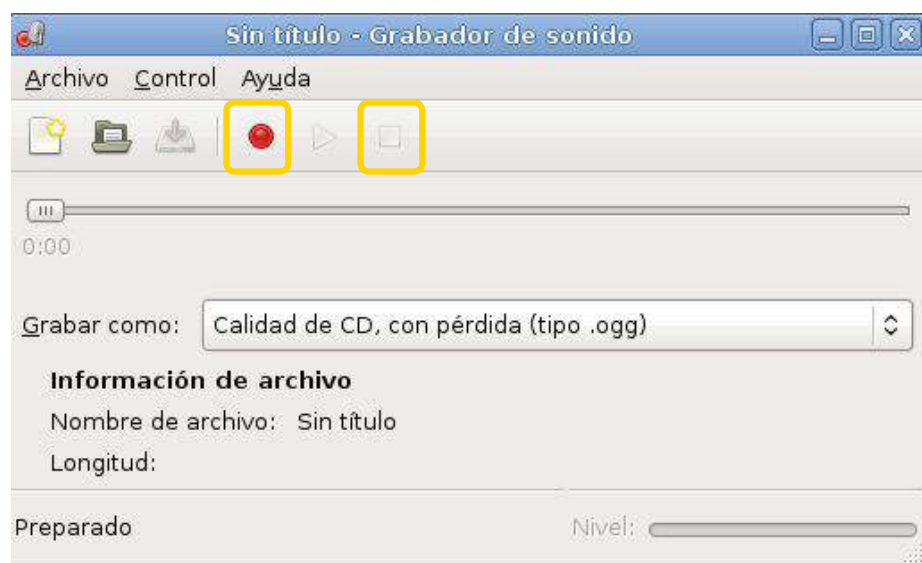 Sin título - Grabador de sonido
Archivo Control Ayuda
0:00
Grabar como: Calidad de CD, con pérdida (tipo .ogg)
Información de archivo
Nombre de archivo: Sin título
Longitud:
Preparado Nivel: